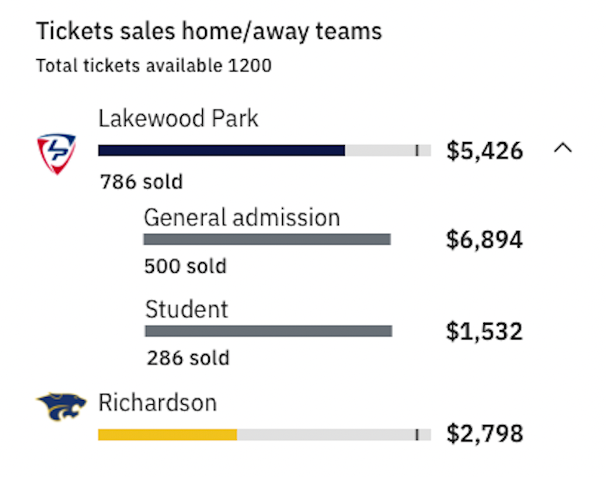 Tickets sales home/away teams
Total tickets available 1200
Lakewood Park
LP
$5,426
786 sold
General admission
$6,894
500 sold
Student
$1,532
286 sold
Richardson
$2,798